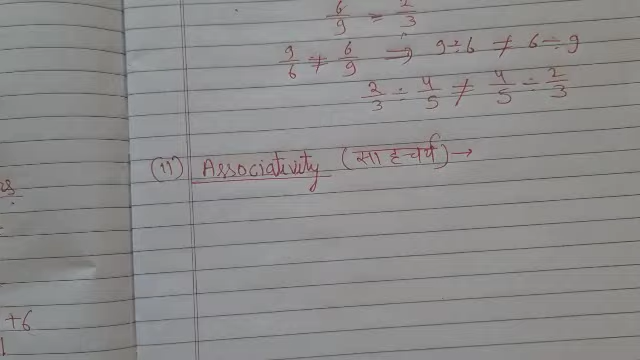 6/9 = 2/3
9/6 ≠ 6/9 → 9÷6 ≠ 6÷9
2/3 ÷ 4/5 ≠ 4/5 ÷ 2/3
(ii) Associativity (साहचर्य) →
+6